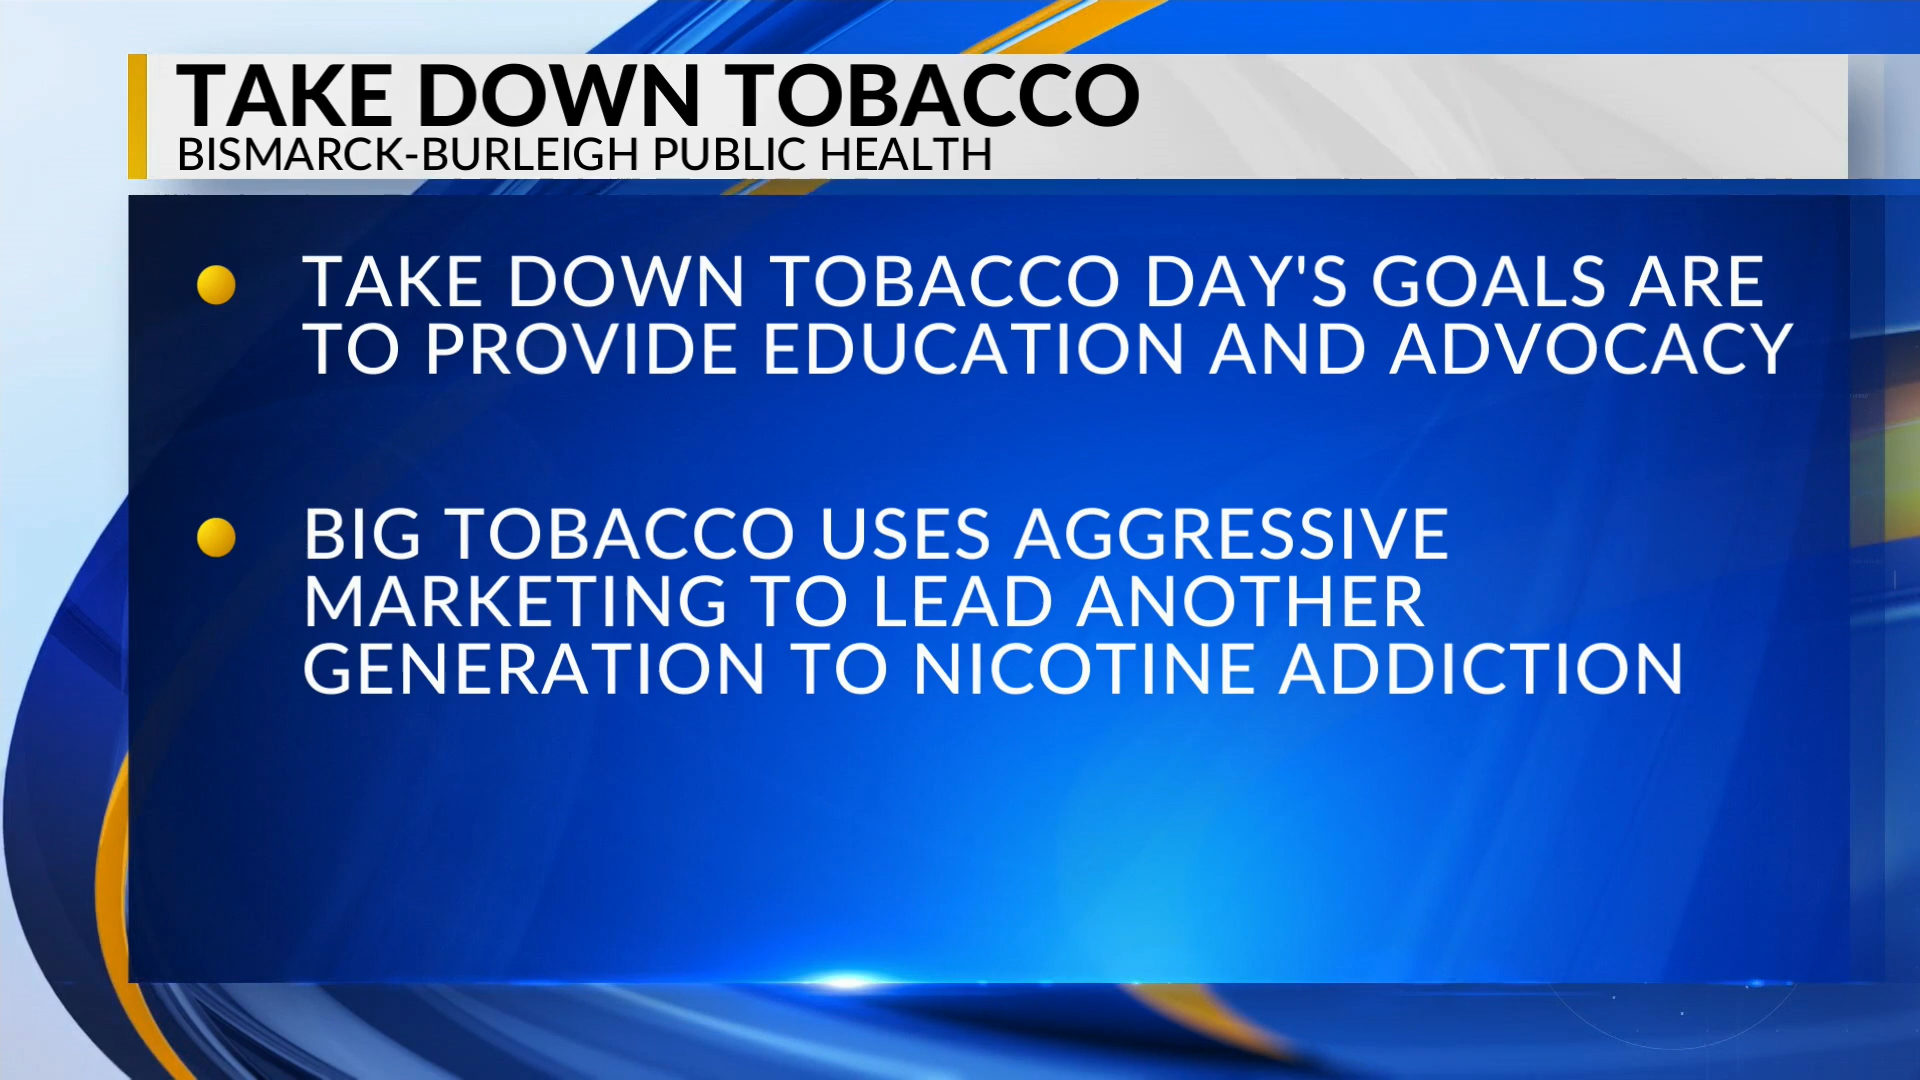 TAKE DOWN TOBACCO
BISMARCK-BURLEIGH PUBLIC HEALTH
TAKE DOWN TOBACCO DAY'S GOALS ARE
TO PROVIDE EDUCATION AND ADVOCACY
BIG TOBACCO USES AGGRESSIVE
MARKETING TO LEAD ANOTHER
GENERATION TO NICOTINE ADDICTION